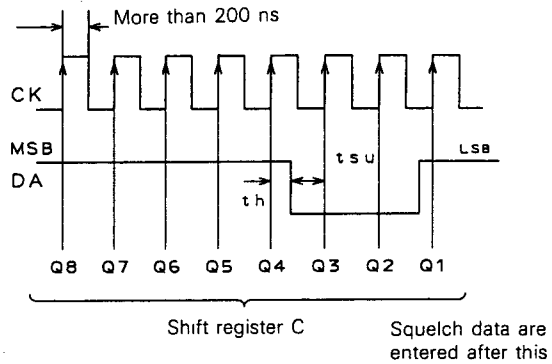 More than 200 ns
CK
MSB
DA
tsu
LSB
th
Q8 Q7 Q6 Q5 Q4 Q3 Q2 Q1
Shift register C
Squelch data are
entered after this